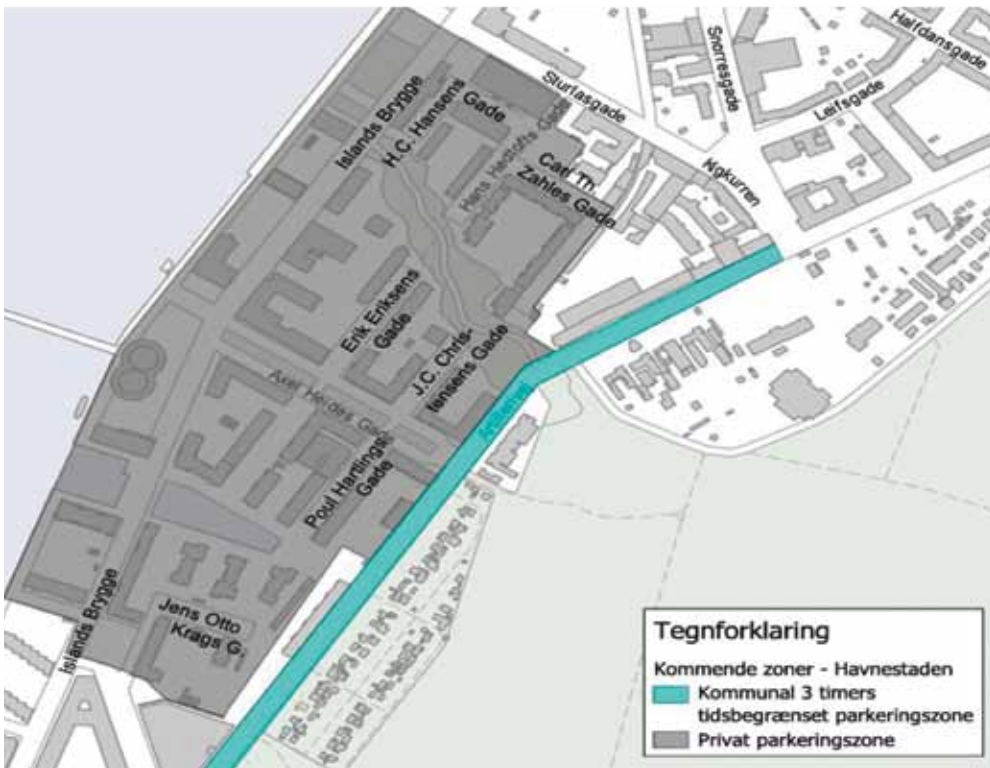 Halfdansgade
Snorresgade
Sturlasgade
Leifsgade
Islands Brygge
H.C. Hansens
Gade
Hans Hedtofts Gade
Carl Th.
Zahles Gade
Kigkurren
Erik Eriksens
Gade
J.C. Chris-
tensens Gade
Axel Heides Gade
Artillerivej
Poul Hartlings
Gade
Islands Brygge
Jens Otto
Krags G.
Tegnforklaring
Kommende zoner - Havnestaden
Kommunal 3 timers
tidsbegrænset parkeringszone
Privat parkeringszone